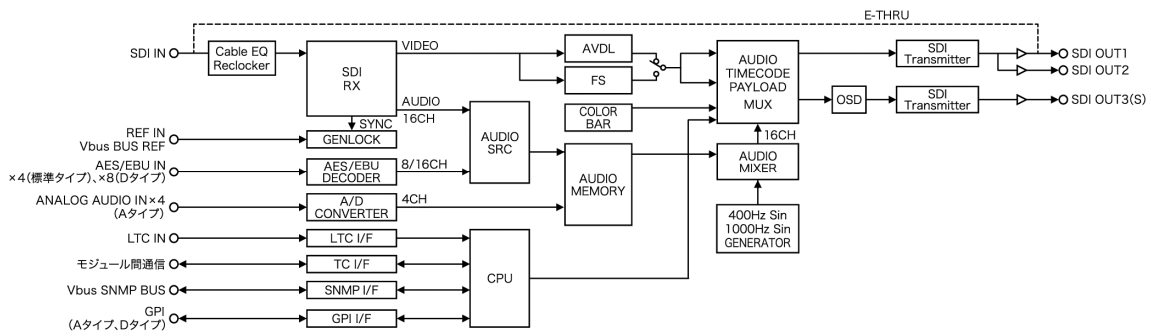 E-THRU
SDI IN
Cable EQ
Reclocker
SDI
RX
VIDEO
AUDIO
16CH
SYNC
AVDL
FS
COLOR
BAR
AUDIO
TIMECODE
PAYLOAD
MUX
SDI
Transmitter
SDI OUT1
SDI OUT2
OSD
SDI
Transmitter
SDI OUT3(S)
REF IN
Vbus BUS REF
GENLOCK
AUDIO
SRC
AES/EBU IN
×4(標準タイプ)、×8(Dタイプ)
AES/EBU
DECODER
8/16CH
AUDIO
MEMORY
16CH
AUDIO
MIXER
ANALOG AUDIO IN×4
(Aタイプ)
A/D
CONVERTER
4CH
400Hz Sin
1000Hz Sin
GENERATOR
LTC IN
LTC I/F
モジュール間通信
TC I/F
CPU
Vbus SNMP BUS
SNMP I/F
GPI
(Aタイプ、Dタイプ)
GPI I/F